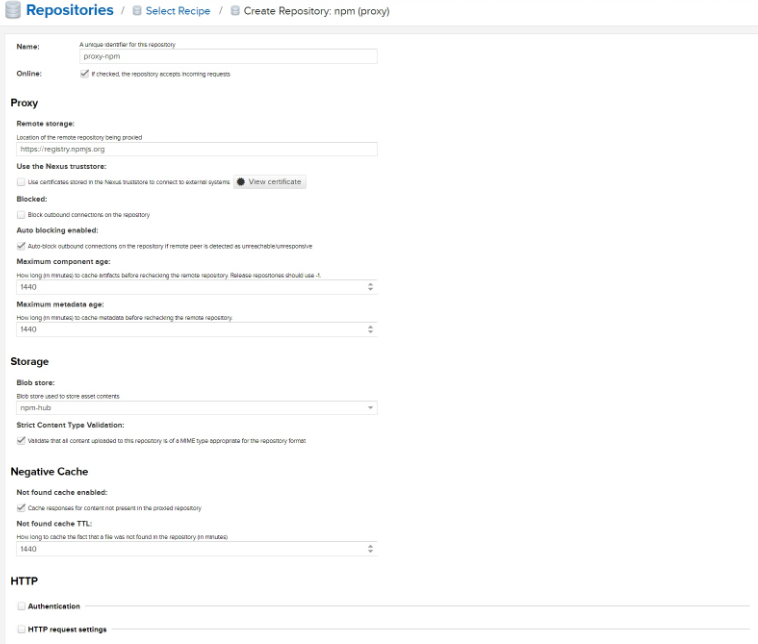 Repositories / Select Recipe / Create Repository: npm (proxy)
Name: A unique identifier for this repository
proxy-npm
Online: If checked, the repository accepts incoming requests
Proxy
Remote storage:
Location of the remote repository being proxied
https://registry.npmjs.org
Use the Nexus truststore:
Use certificates stored in the Nexus truststore to connect to external systems View certificate
Blocked:
Block outbound connections on the repository
Auto blocking enabled:
Auto-block outbound connections on the repository if remote peer is detected as unreachable/unresponsive
Maximum component age:
How long (in minutes) to cache artifacts before rechecking the remote repository. Release repositories should use -1.
1440
Maximum metadata age:
How long (in minutes) to cache metadata before rechecking the remote repository.
1440
Storage
Blob store:
Blob store used to store asset contents
npm-hub
Strict Content Type Validation:
Validate that all content uploaded to this repository is of a MIME type appropriate for the repository format
Negative Cache
Not found cache enabled:
Cache responses for content not present in the proxied repository
Not found cache TTL:
How long to cache the fact that a file was not found in the repository (in minutes)
1440
HTTP
Authentication
HTTP request settings